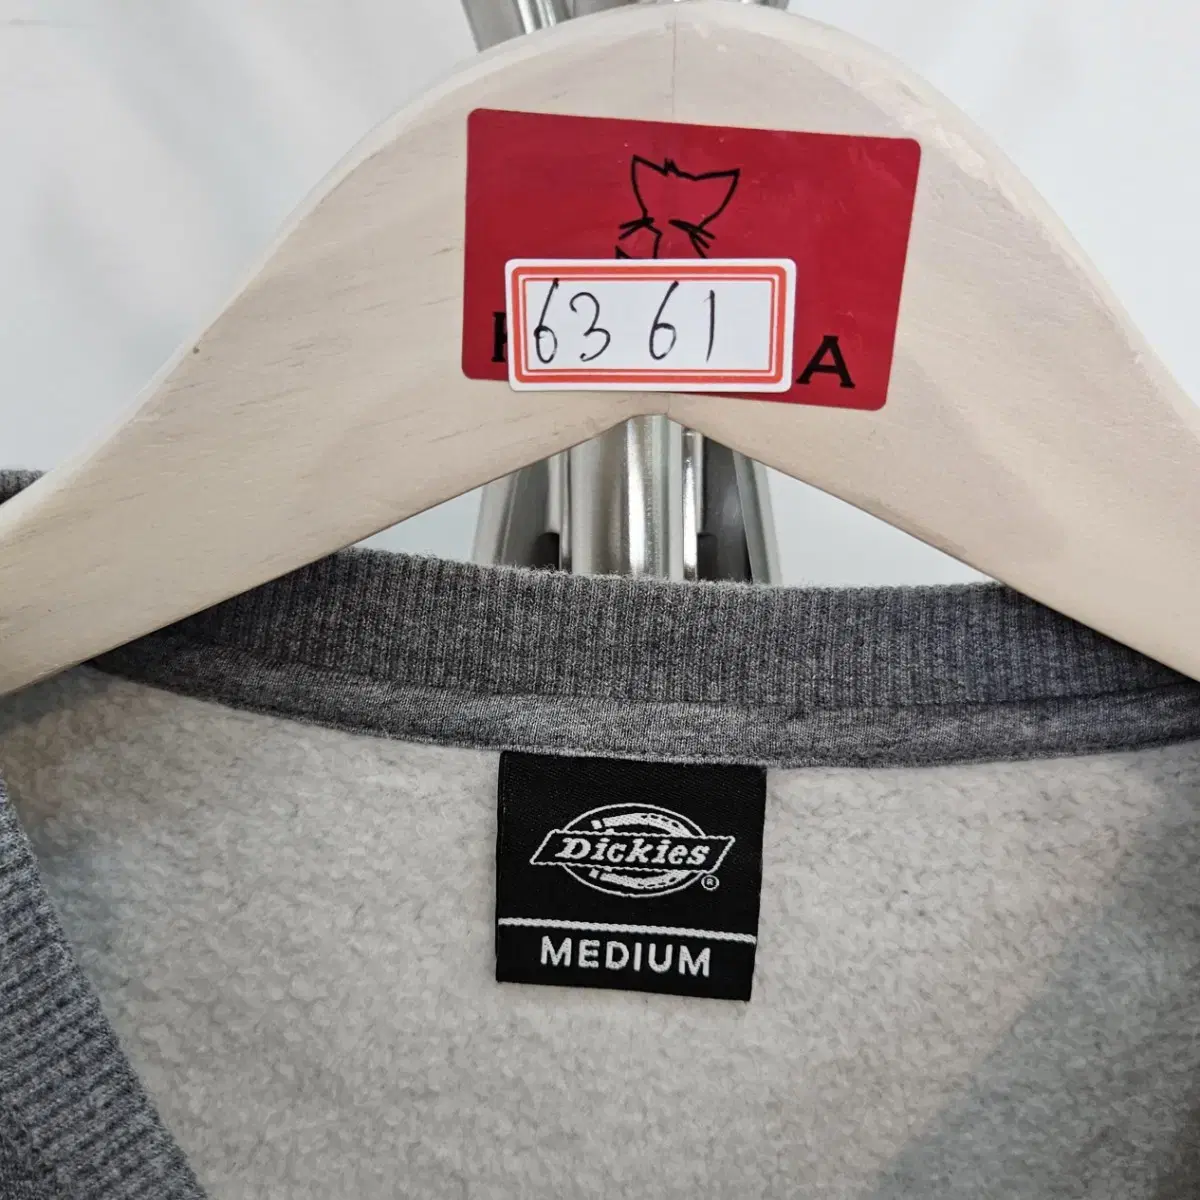 6361
A
Dickies
®
MEDIUM